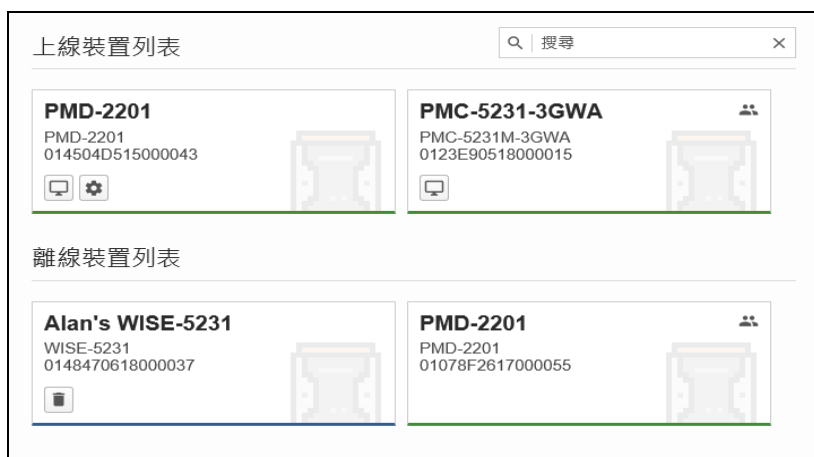 上線裝置列表
搜尋
PMD-2201
PMD-2201
014504D515000043
PMC-5231-3GWA
PMC-5231M-3GWA
0123E90518000015
離線裝置列表
Alan's WISE-5231
WISE-5231
0148470618000037
PMD-2201
PMD-2201
01078F2617000055